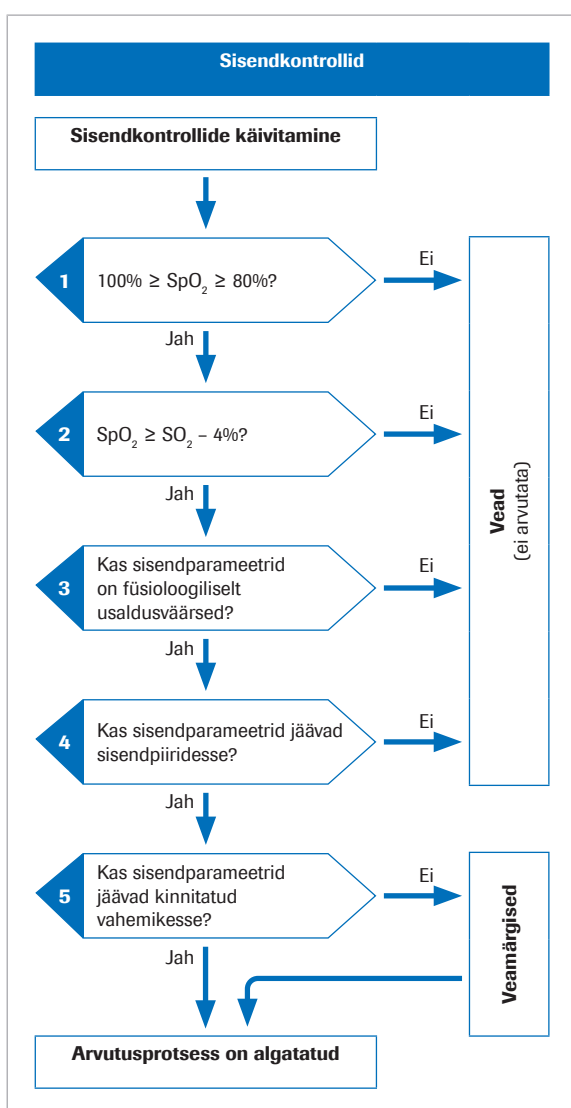 Sisendkontrollid
Sisendkontrollide käivitamine
1
100% ≥ SpO₂ ≥ 80%?
Ei
Jah
2
SpO₂ ≥ SO₂ – 4%?
Ei
Jah
3
Kas sisendparameetrid
on füsioloogiliselt
usaldusväärsed?
Ei
Jah
4
Kas sisendparameetrid jäävad
sisendpiiridesse?
Ei
Vead
(ei arvutata)
Jah
5
Kas sisendparameetrid
jäävad kinnitatud
vahemikesse?
Ei
Veamärgised
Jah
Arvutusprotsess on algatatud